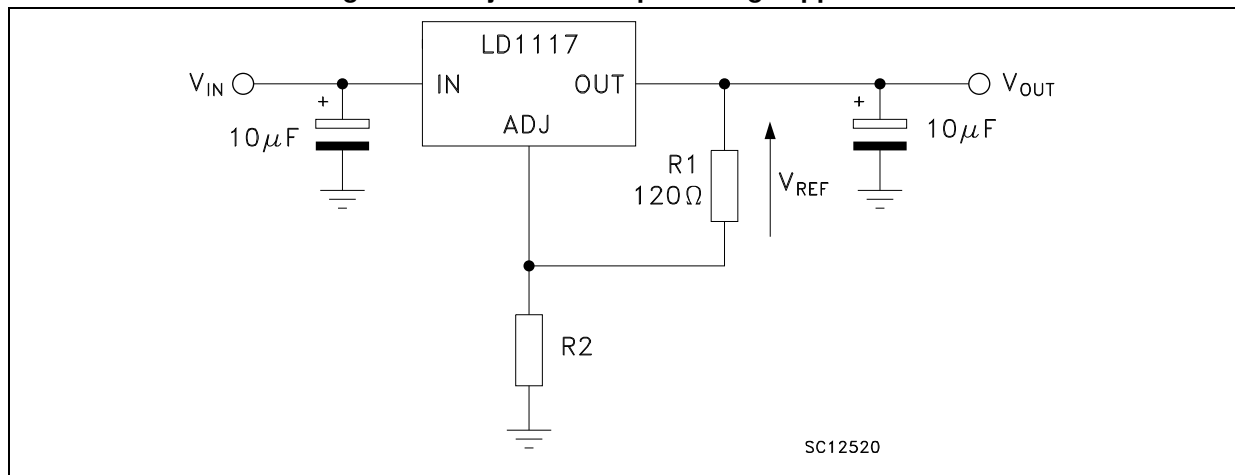 LD1117
V_IN
IN
OUT
V_OUT
+
10μF
ADJ
+
10μF
R1
120Ω
V_REF
R2
SC12520